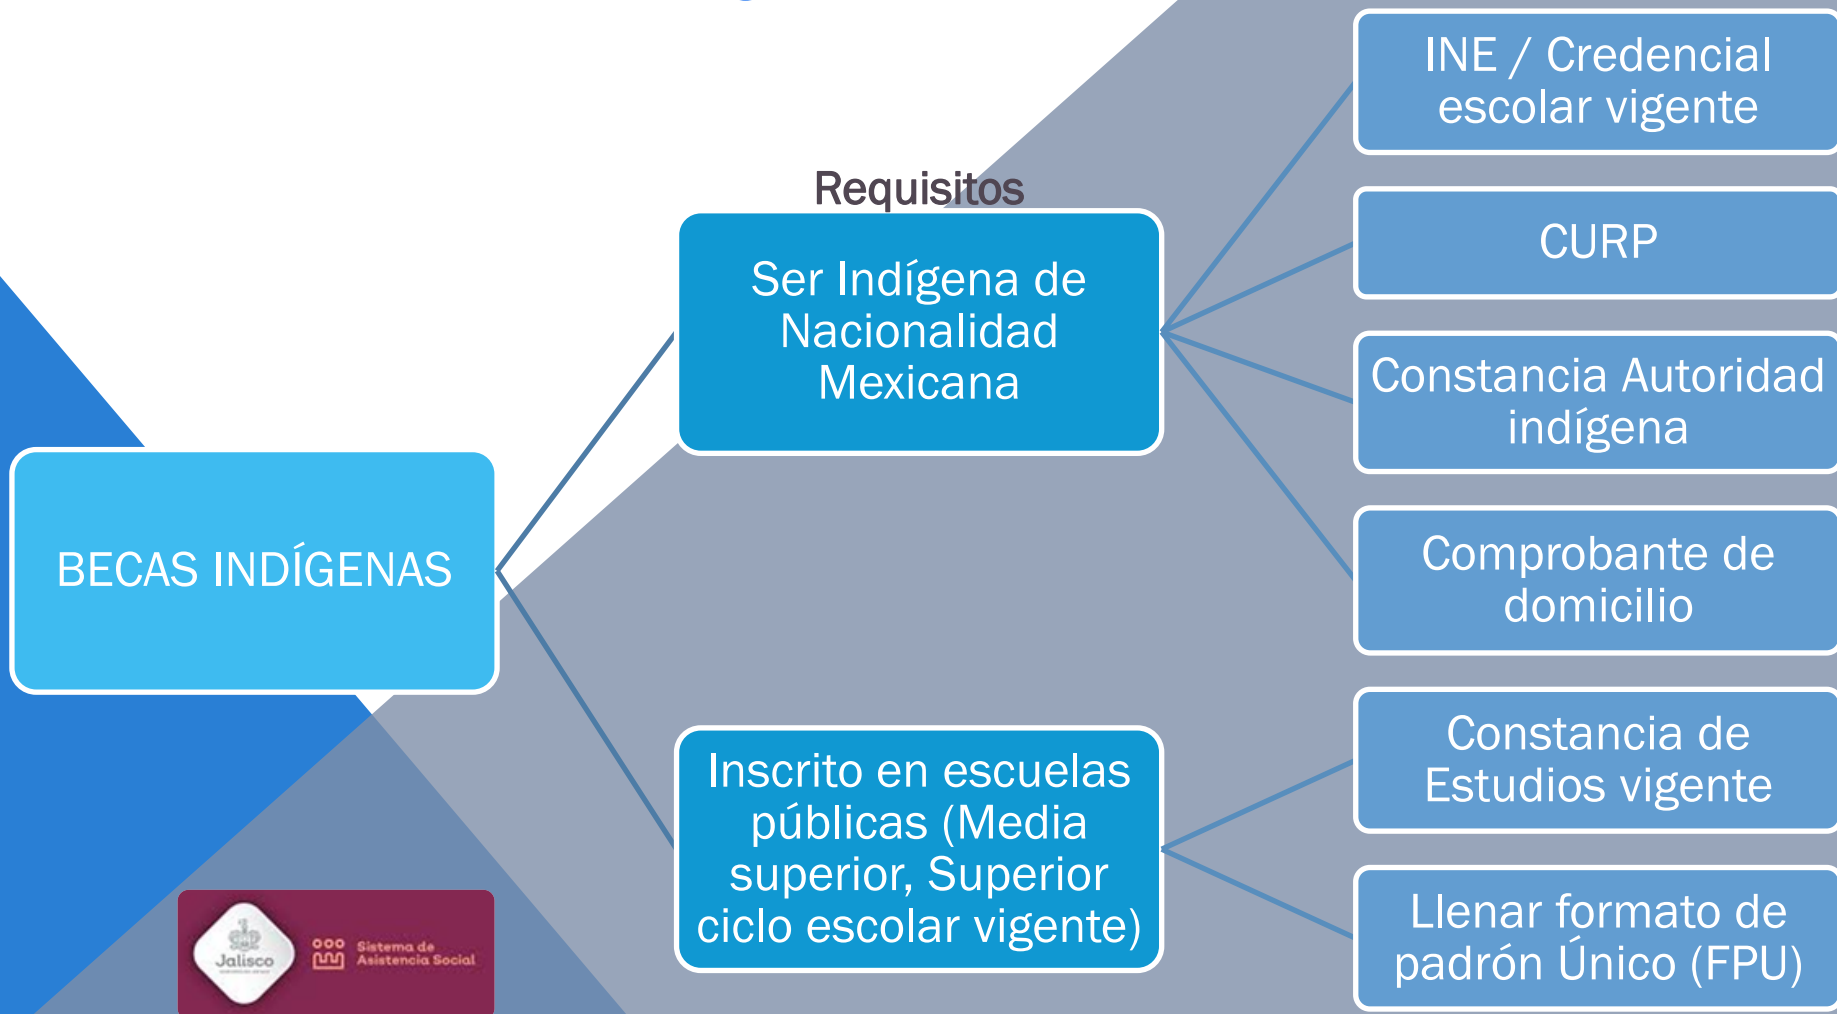 Requisitos
BECAS INDÍGENAS
Ser Indígena de
Nacionalidad
Mexicana
INE / Credencial
escolar vigente
CURP
Constancia Autoridad
indígena
Comprobante de
domicilio
Inscrito en escuelas
públicas (Media
superior, Superior
ciclo escolar vigente)
Constancia de
Estudios vigente
Llenar formato de
padrón Único (FPU)
Jalisco
Sistema de
Asistencia Social